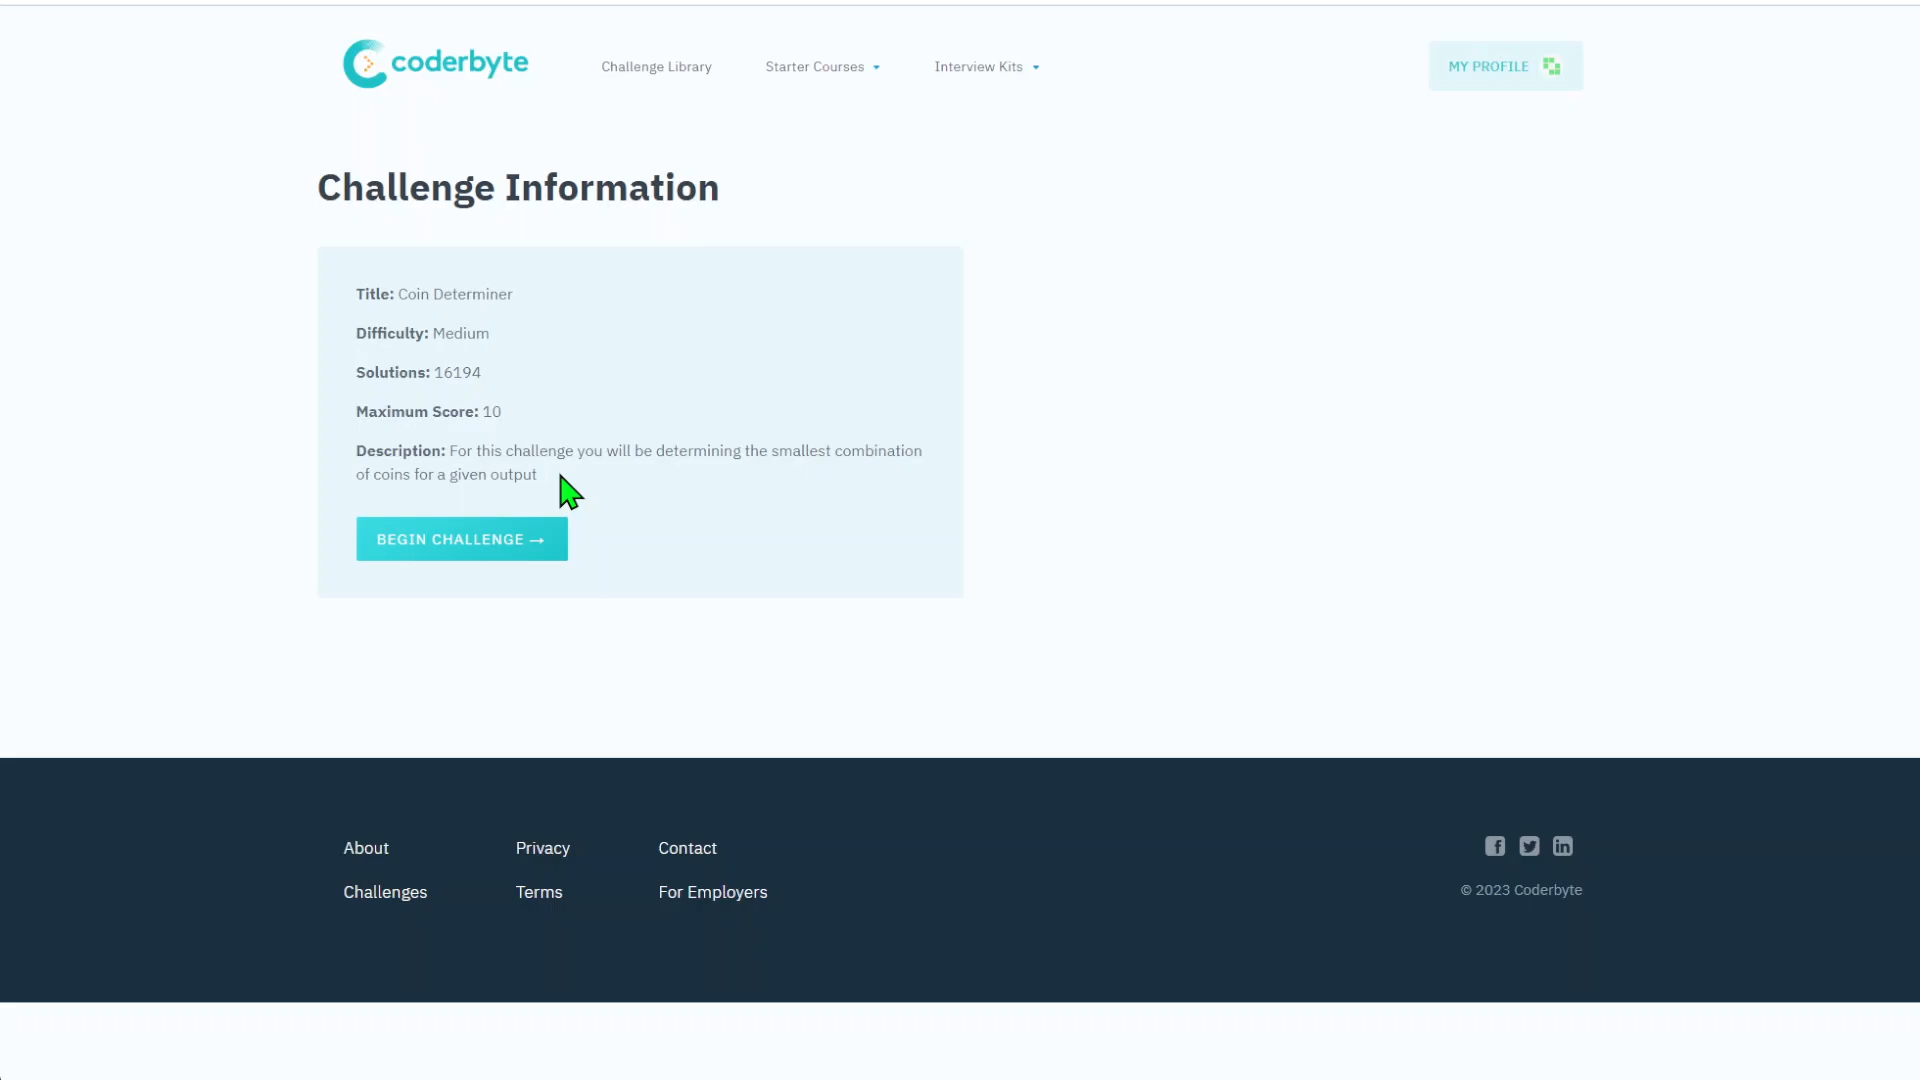 coderbyte
Challenge Library
Starter Courses
Interview Kits
MY PROFILE
Challenge Information
Title: Coin Determiner
Difficulty: Medium
Solutions: 16194
Maximum Score: 10
Description: For this challenge you will be determining the smallest combination
of coins for a given output
BEGIN CHALLENGE →
About
Privacy
Contact
Challenges
Terms
For Employers
© 2023 Coderbyte